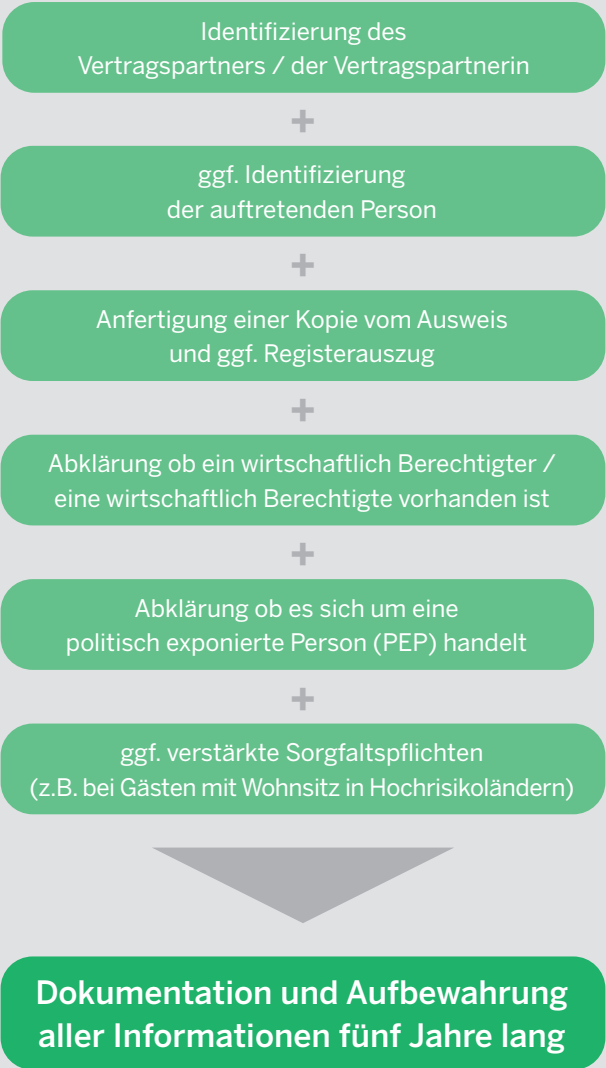 Identifizierung des
Vertragspartners / der Vertragspartnerin
+
ggf. Identifizierung
der auftretenden Person
+
Anfertigung einer Kopie vom Ausweis
und ggf. Registerauszug
+
Abklärung ob ein wirtschaftlich Berechtigter /
eine wirtschaftlich Berechtigte vorhanden ist
+
Abklärung ob es sich um eine
politisch exponierte Person (PEP) handelt
+
ggf. verstärkte Sorgfaltspflichten
(z.B. bei Gästen mit Wohnsitz in Hochrisikoländern)
Dokumentation und Aufbewahrung
aller Informationen fünf Jahre lang